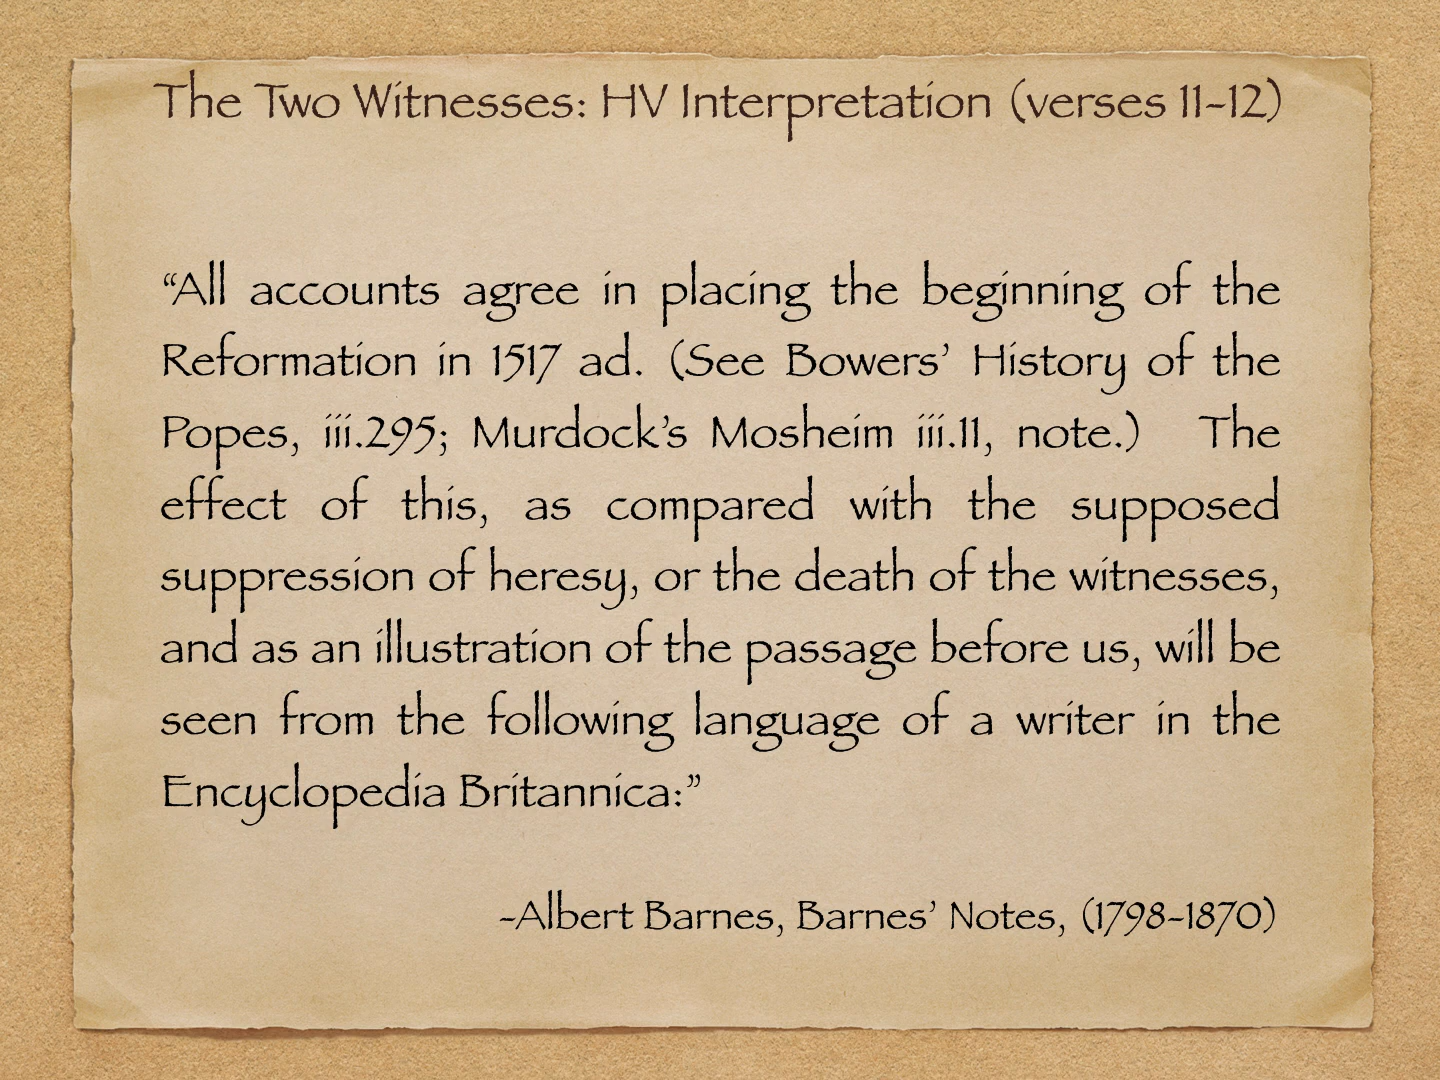 The Two Witnesses: HV Interpretation (verses 11-12)
“All accounts agree in placing the beginning of the
Reformation in 1517 ad. (See Bowers’ History of the
Popes, iii.295; Murdock’s Mosheim iii.11, note.) The
effect of this, as compared with the supposed
suppression of heresy, or the death of the witnesses,
and as an illustration of the passage before us, will be
seen from the following language of a writer in the
Encyclopedia Britannica:”
-Albert Barnes, Barnes’ Notes, (1798-1870)